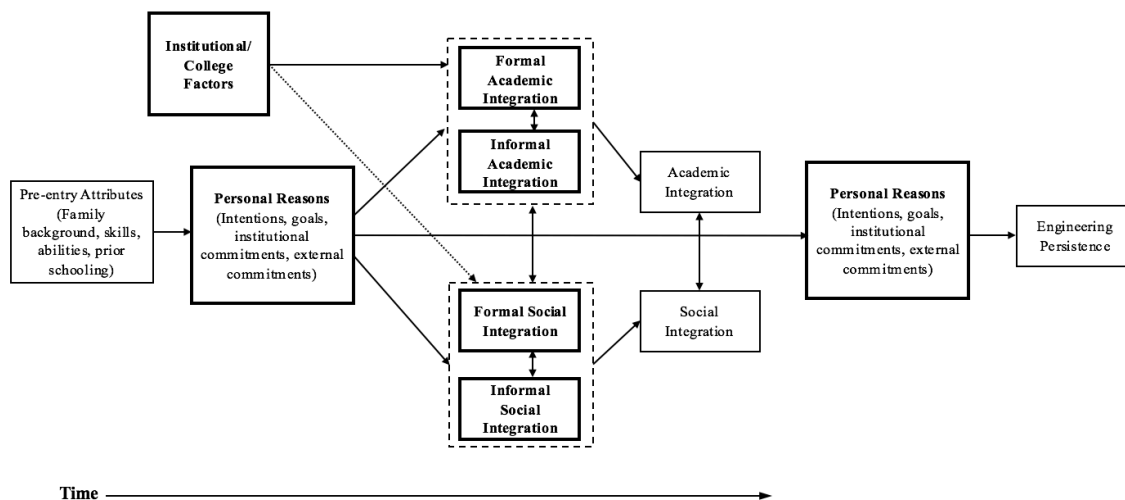 Institutional/
College
Factors
Formal
Academic
Integration
Informal
Academic
Integration
Pre-entry Attributes
(Family
background, skills,
abilities, prior
schooling)
Personal Reasons
(Intentions, goals,
institutional
commitments, external
commitments)
Academic
Integration
Personal Reasons
(Intentions, goals,
institutional
commitments, external
commitments)
Engineering
Persistence
Formal Social
Integration
Informal
Social
Integration
Social
Integration
Time